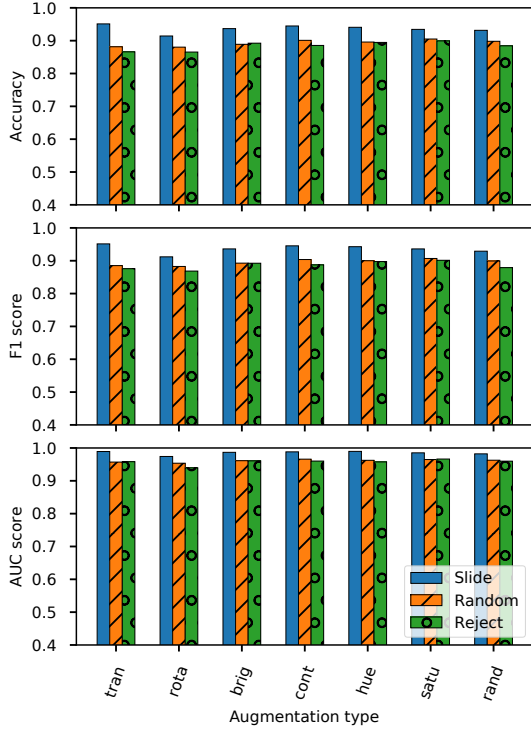 1.0
0.9
0.8
0.7
0.6
0.5
0.4
Accuracy
1.0
0.9
0.8
0.7
0.6
0.5
0.4
F1 score
1.0
0.9
0.8
0.7
0.6
0.5
0.4
AUC score
Slide
Random
Reject
tran rota brig cont hue satu rand
Augmentation type